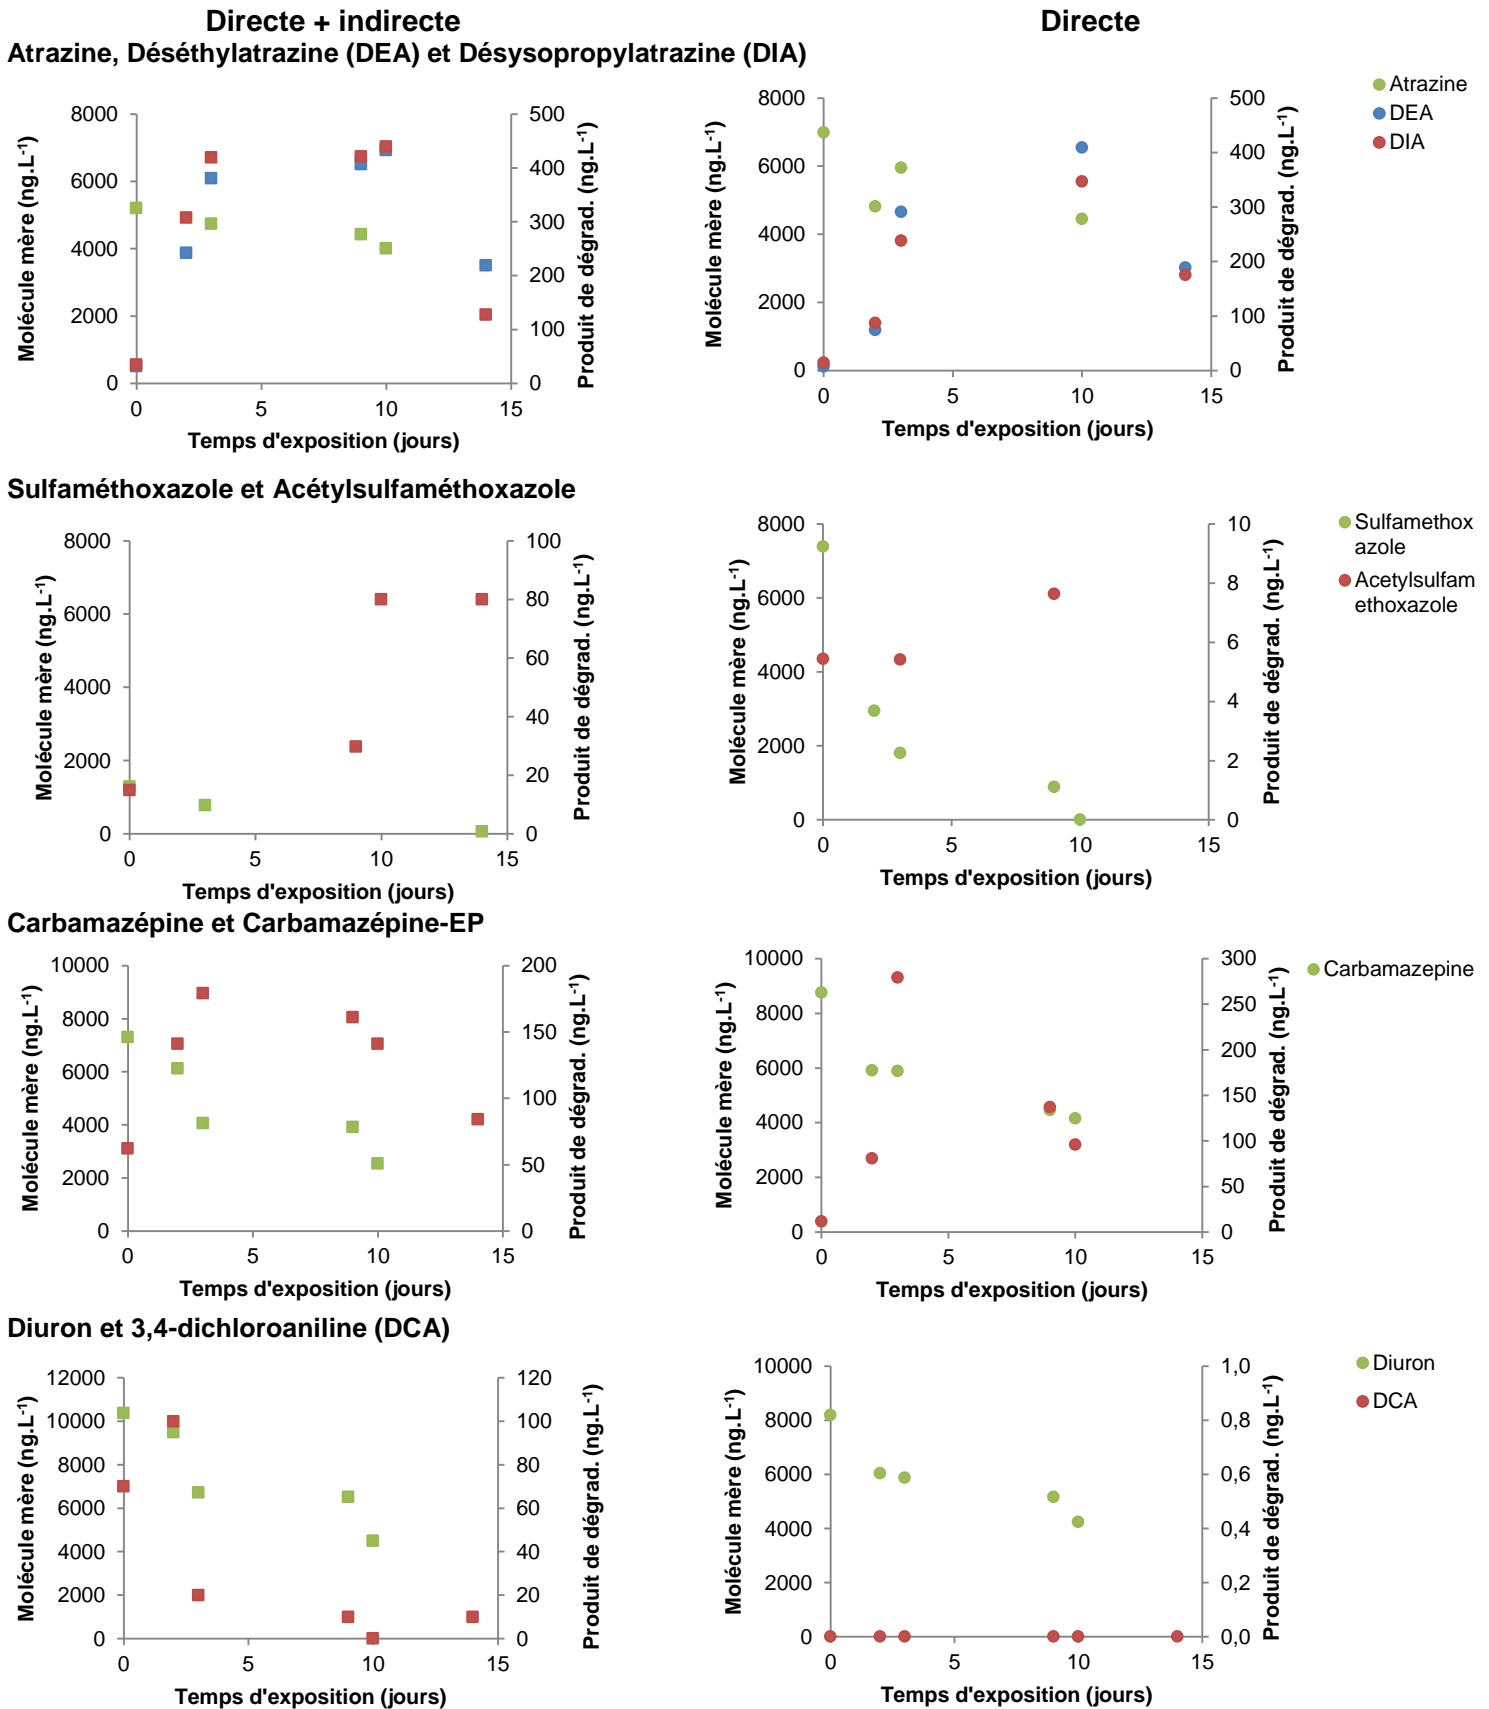 Directe + indirecte
Directe
Atrazine, Déséthylatrazine (DEA) et Désysopropylatrazine (DIA)
8000
6000
4000
2000
0
500
400
300
200
100
0
0 5 10 15
Molécule mère (ng.L-1)
Produit de dégrad. (ng.L-1)
Temps d'exposition (jours)
8000
6000
4000
2000
0
500
400
300
200
100
0
0 5 10 15
Molécule mère (ng.L-1)
Produit de dégrad. (ng.L-1)
Temps d'exposition (jours)
Atrazine
DEA
DIA
Sulfaméthoxazole et Acétylsulfaméthoxazole
8000
6000
4000
2000
0
100
80
60
40
20
0
0 5 10 15
Molécule mère (ng.L-1)
Produit de dégrad. (ng.L-1)
Temps d'exposition (jours)
8000
6000
4000
2000
0
10
8
6
4
2
0
0 5 10 15
Molécule mère (ng.L-1)
Produit de dégrad. (ng.L-1)
Temps d'exposition (jours)
Sulfamethox
azole
Acetylsulfam
ethoxazole
Carbamazépine et Carbamazépine-EP
10000
8000
6000
4000
2000
0
200
150
100
50
0
0 5 10 15
Molécule mère (ng.L-1)
Produit de dégrad. (ng.L-1)
Temps d'exposition (jours)
10000
8000
6000
4000
2000
0
300
250
200
150
100
50
0
0 5 10 15
Molécule mère (ng.L-1)
Produit de dégrad. (ng.L-1)
Temps d'exposition (jours)
Carbamazepine
Diuron et 3,4-dichloroaniline (DCA)
12000
10000
8000
6000
4000
2000
0
120
100
80
60
40
20
0
0 5 10 15
Molécule mère (ng.L-1)
Produit de dégrad. (ng.L-1)
Temps d'exposition (jours)
10000
8000
6000
4000
2000
0
1,0
0,8
0,6
0,4
0,2
0,0
0 5 10 15
Molécule mère (ng.L-1)
Produit de dégrad. (ng.L-1)
Temps d'exposition (jours)
Diuron
DCA